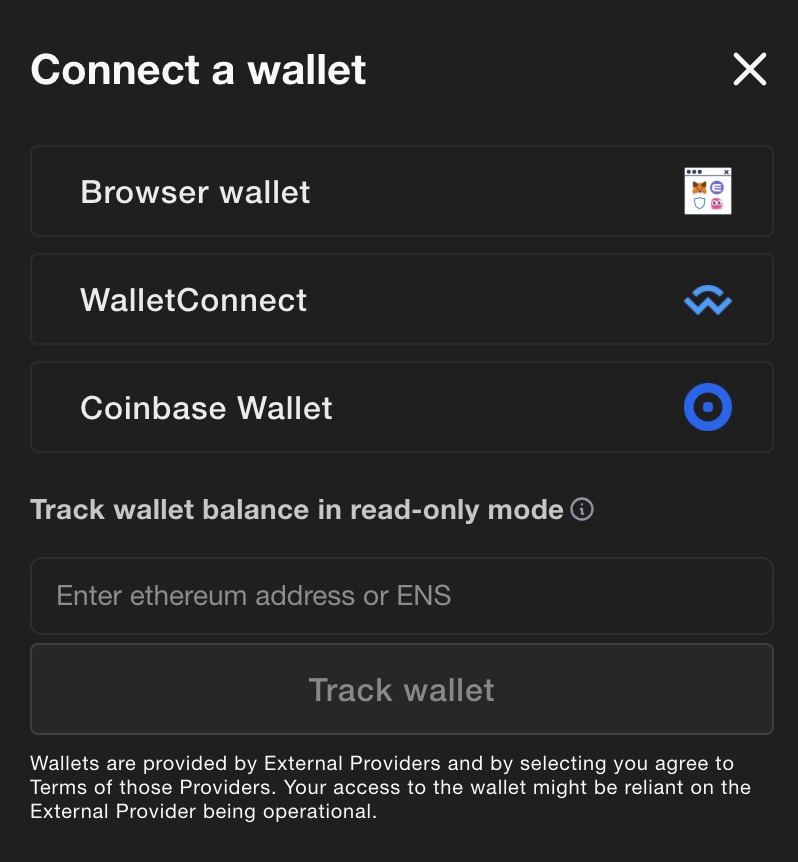 Connect a wallet
Browser wallet
WalletConnect
Coinbase Wallet
Track wallet balance in read-only mode
Enter ethereum address or ENS
Track wallet
Wallets are provided by External Providers and by selecting you agree to
Terms of those Providers. Your access to the wallet might be reliant on the
External Provider being operational.